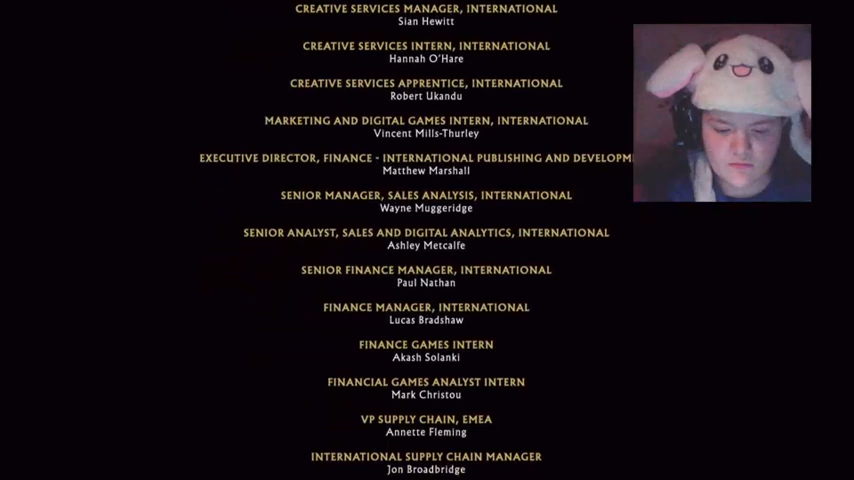 CREATIVE SERVICES MANAGER, INTERNATIONAL
Sian Hewitt
CREATIVE SERVICES INTERN, INTERNATIONAL
Hannah O'Hare
CREATIVE SERVICES APPRENTICE, INTERNATIONAL
Robert Ukandu
MARKETING AND DIGITAL GAMES INTERN, INTERNATIONAL
Vincent Mills-Thurley
EXECUTIVE DIRECTOR, FINANCE - INTERNATIONAL PUBLISHING AND
Matthew Marshall
SENIOR MANAGER, SALES ANALYSIS, INTERNATIONAL
Wayne Muggeridge
SENIOR ANALYST, SALES AND DIGITAL ANALYTICS, INTERNATIONAL
Ashley Metcalfe
SENIOR FINANCE MANAGER, INTERNATIONAL
Paul Nathan
FINANCE MANAGER, INTERNATIONAL
Lucas Bradshaw
FINANCE GAMES INTERN
Akash Solanki
FINANCIAL GAMES ANALYST INTERN
Mark Christou
VP SUPPLY CHAIN, EMEA
Annette Fleming
INTERNATIONAL SUPPLY CHAIN MANAGER
Jon Broadbridge